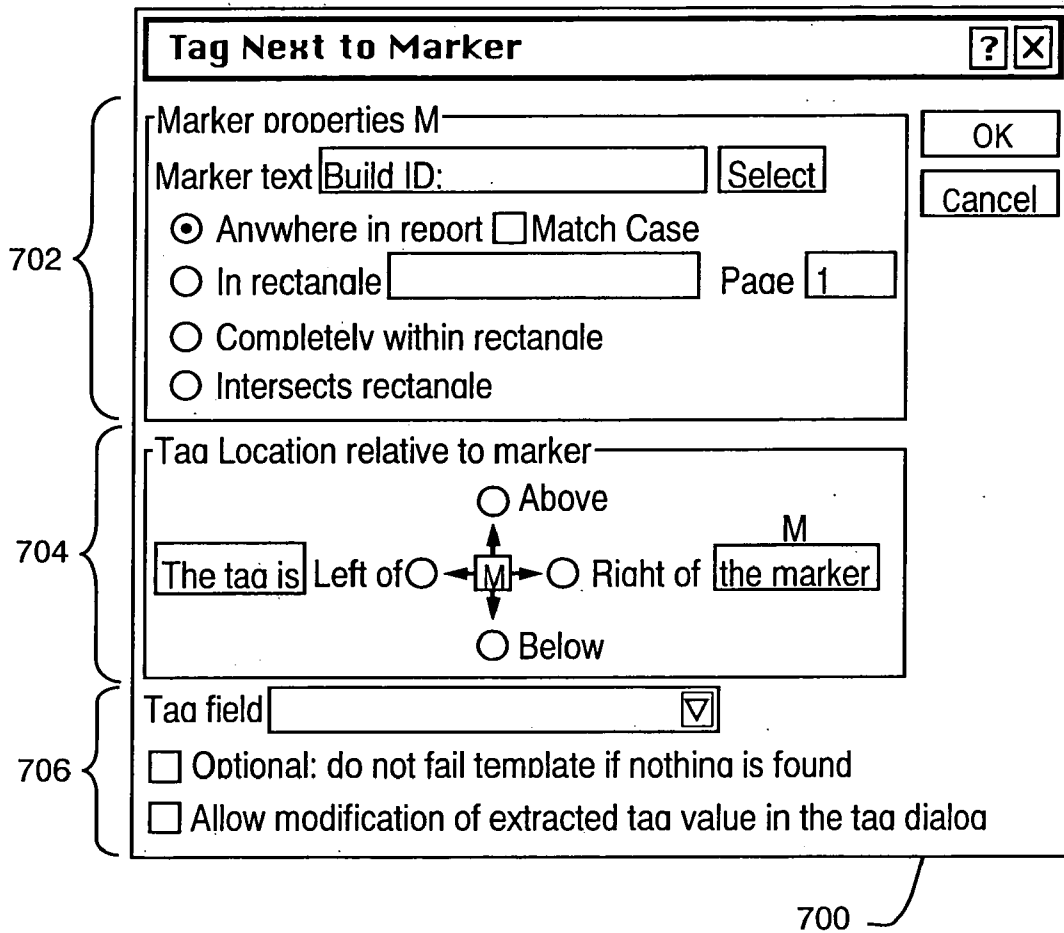 Tag Next to Marker ? X
Marker properties M
OK
Marker text Build ID: Select
Cancel
Anywhere in report Match Case
702
In rectangle Page 1
Completely within rectangle
Intersects rectangle
Tag Location relative to marker
Above
M
704
The tag is Left of M Right of the marker
Below
Tag field
706
Optional: do not fail template if nothing is found
Allow modification of extracted tag value in the tag dialog
700